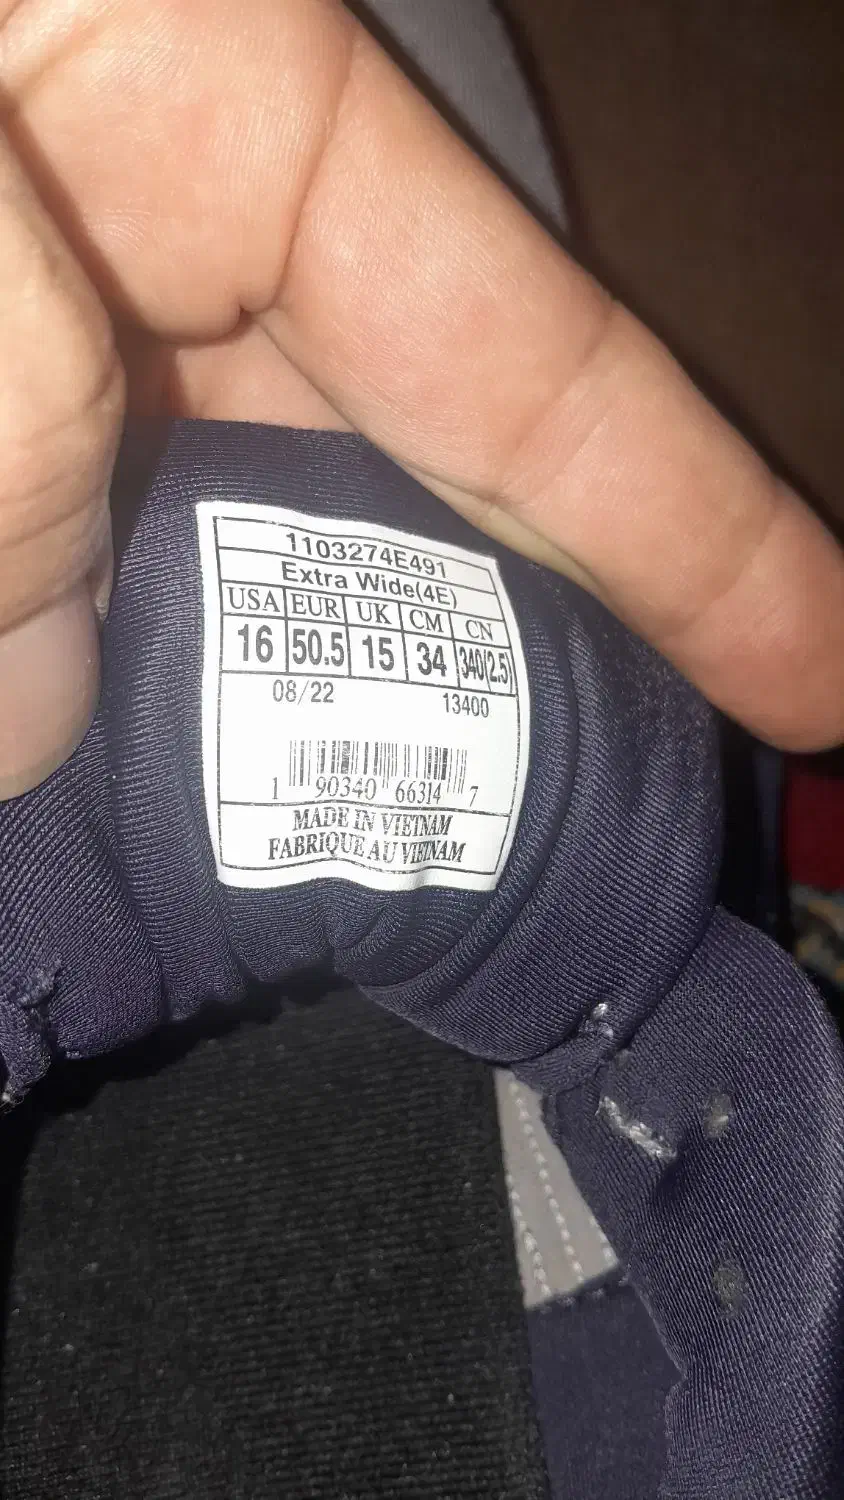 1103274E491
Extra Wide(4E)
USA EUR UK CM CN
16 50.5 15 34 340(2.5)
08/22 13400
1 90340 66314 7
MADE IN VIETNAM
FABRIQUE AU VIETNAM